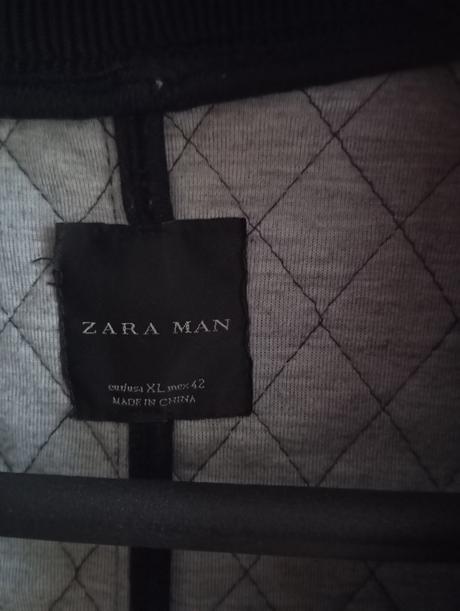 ZARA MAN
eur/usa XL mex 42
MADE IN CHINA